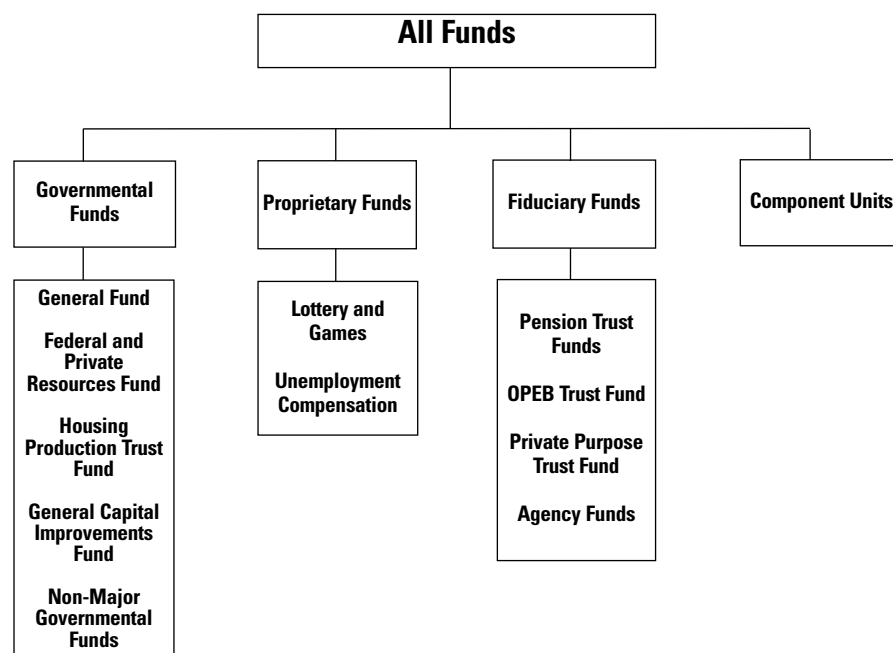 All Funds
Governmental
Funds
Proprietary Funds
Fiduciary Funds
Component Units
General Fund
Federal and
Private
Resources Fund
Housing
Production Trust
Fund
General Capital
Improvements
Fund
Non-Major
Governmental
Funds
Lottery and
Games
Unemployment
Compensation
Pension Trust
Funds
OPEB Trust Fund
Private Purpose
Trust Fund
Agency Funds